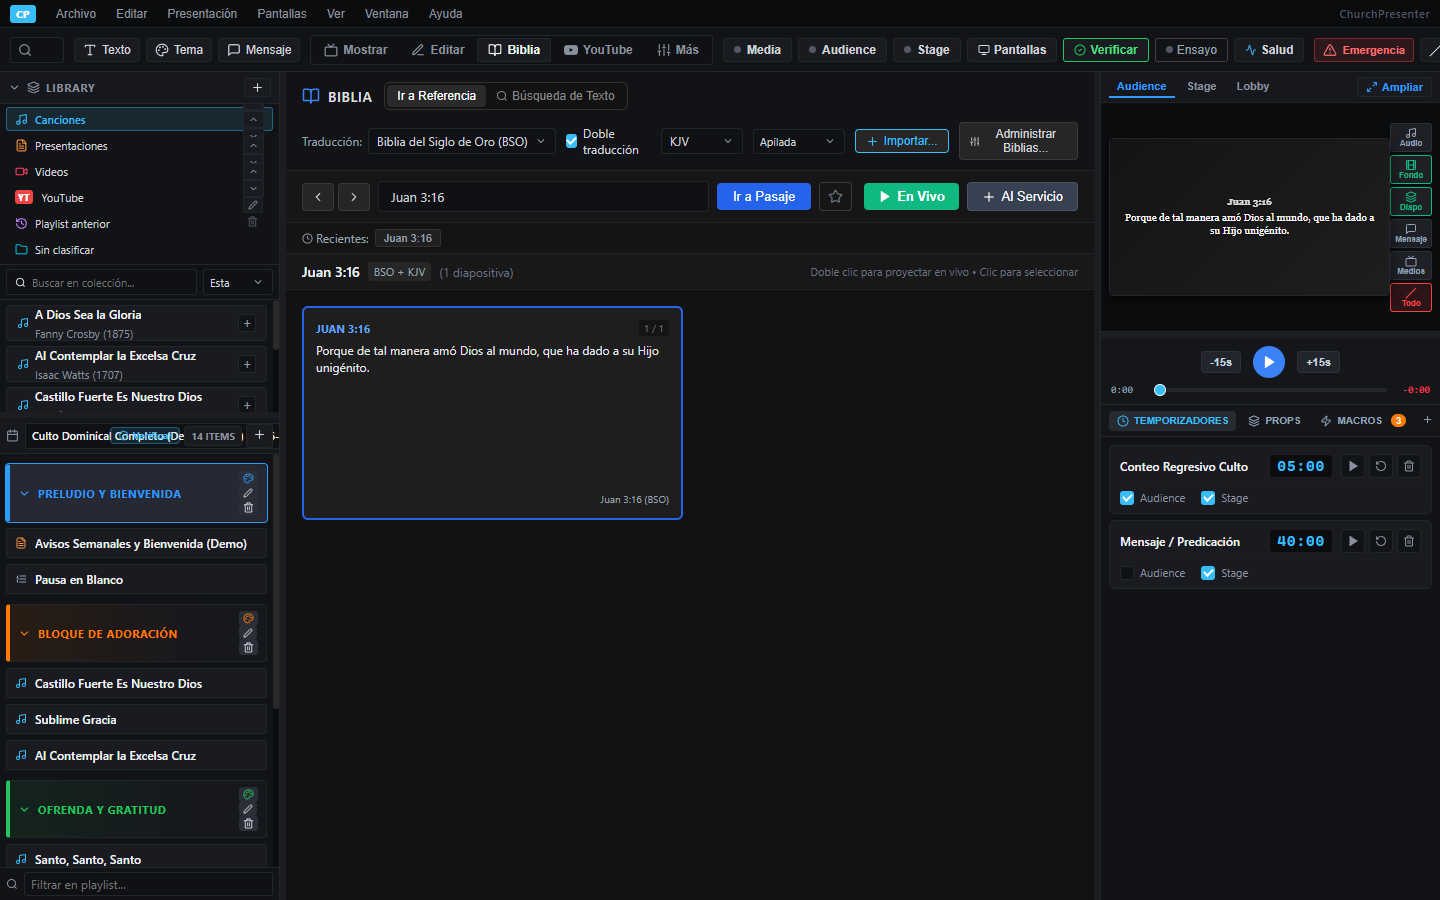 CP Archivo Editar Presentación Pantallas Ver Ventana Ayuda ChurchPresenter
Texto Tema Mensaje Mostrar Editar Biblia YouTube Más Media Audience Stage Pantallas Verificar Ensayo Salud Emergencia
LIBRARY
Canciones
Presentaciones
Videos
YT YouTube
Playlist anterior
Sin clasificar
Buscar en colección... Esta
A Dios Sea la Gloria
Fanny Crosby (1875)
Al Contemplar la Excelsa Cruz
Isaac Watts (1707)
Castillo Fuerte Es Nuestro Dios
Culto Dominical Completo (De 14 ITEMS
PRELUDIO Y BIENVENIDA
Avisos Semanales y Bienvenida (Demo)
Pausa en Blanco
BLOQUE DE ADORACIÓN
Castillo Fuerte Es Nuestro Dios
Sublime Gracia
Al Contemplar la Excelsa Cruz
OFRENDA Y GRATITUD
Santo, Santo, Santo
Filtrar en playlist...
BIBLIA Ir a Referencia Búsqueda de Texto
Traducción: Biblia del Siglo de Oro (BSO) Doble traducción KJV Apilada Importar... Administrar Biblias...
Juan 3:16 Ir a Pasaje En Vivo Al Servicio
Recientes: Juan 3:16
Juan 3:16 BSO + KJV (1 diapositiva) Doble clic para proyectar en vivo • Clic para seleccionar
JUAN 3:16 1 / 1
Porque de tal manera amó Dios al mundo, que ha dado a su Hijo
unigénito.
Juan 3:16 (BSO)
Audience Stage Lobby Ampliar
Juan 3:16
Porque de tal manera amó Dios al mundo, que ha dado a
su Hijo unigénito.
Audio
Fondo
Diapo
Mensaje
Medios
Todo
-15s +15s
0:00 -0:00
TEMPORIZADORES PROPS MACROS 3
Conteo Regresivo Culto 05:00
Audience Stage
Mensaje / Predicación 40:00
Audience Stage